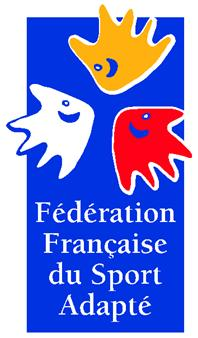 Fédération
Française
du Sport
Adapté